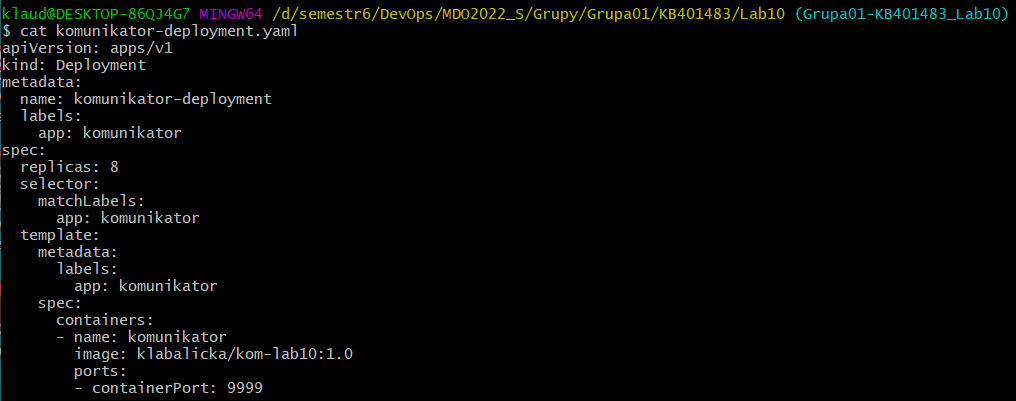 klaud@DESKTOP-86QJ4G7 MINGW64 /d/semestr6/DevOps/MDO2022_S/Grupy/Grupa01/KB401483/Lab10 (Grupa01-KB401483_Lab10)
$ cat komunikator-deployment.yaml
apiVersion: apps/v1
kind: Deployment
metadata:
  name: komunikator-deployment
  labels:
    app: komunikator
spec:
  replicas: 8
  selector:
    matchLabels:
      app: komunikator
  template:
    metadata:
      labels:
        app: komunikator
    spec:
      containers:
      - name: komunikator
        image: klabalicka/kom-lab10:1.0
        ports:
        - containerPort: 9999